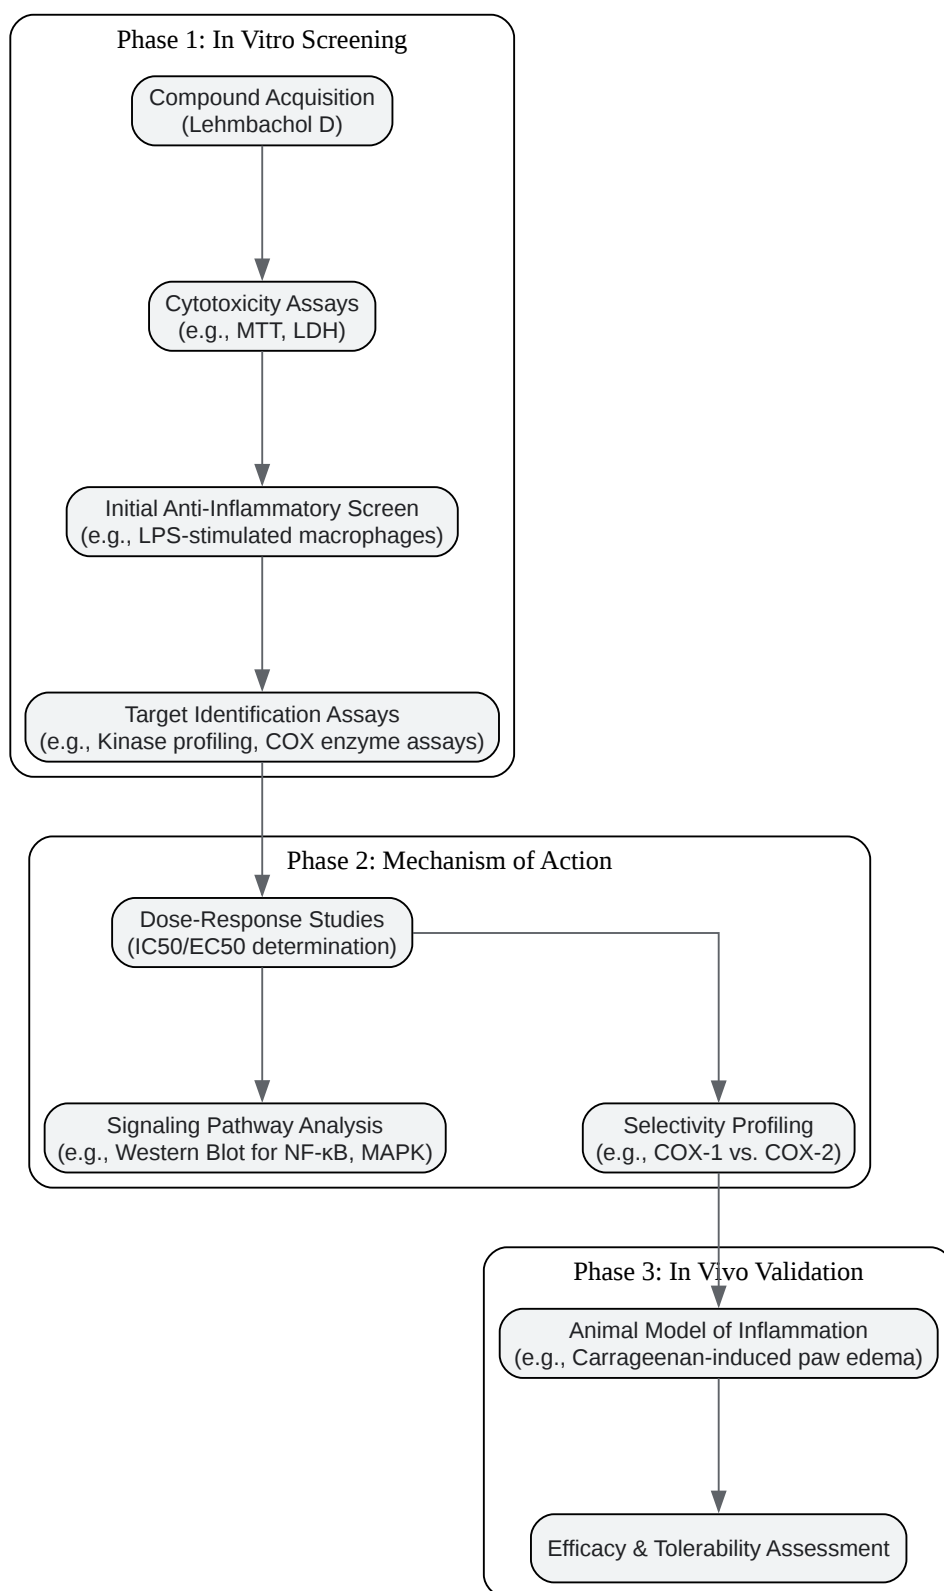 Phase 1: In Vitro Screening
Compound Acquisition
(Lehmbachol D)
Cytotoxicity Assays
(e.g., MTT, LDH)
Initial Anti-Inflammatory Screen
(e.g., LPS-stimulated macrophages)
Target Identification Assays
(e.g., Kinase profiling, COX enzyme assays)
Phase 2: Mechanism of Action
Dose-Response Studies
(IC50/EC50 determination)
Signaling Pathway Analysis
(e.g., Western Blot for NF-κB, MAPK)
Selectivity Profiling
(e.g., COX-1 vs. COX-2)
Phase 3: In Vivo Validation
Animal Model of Inflammation
(e.g., Carrageenan-induced paw edema)
Efficacy & Tolerability Assessment